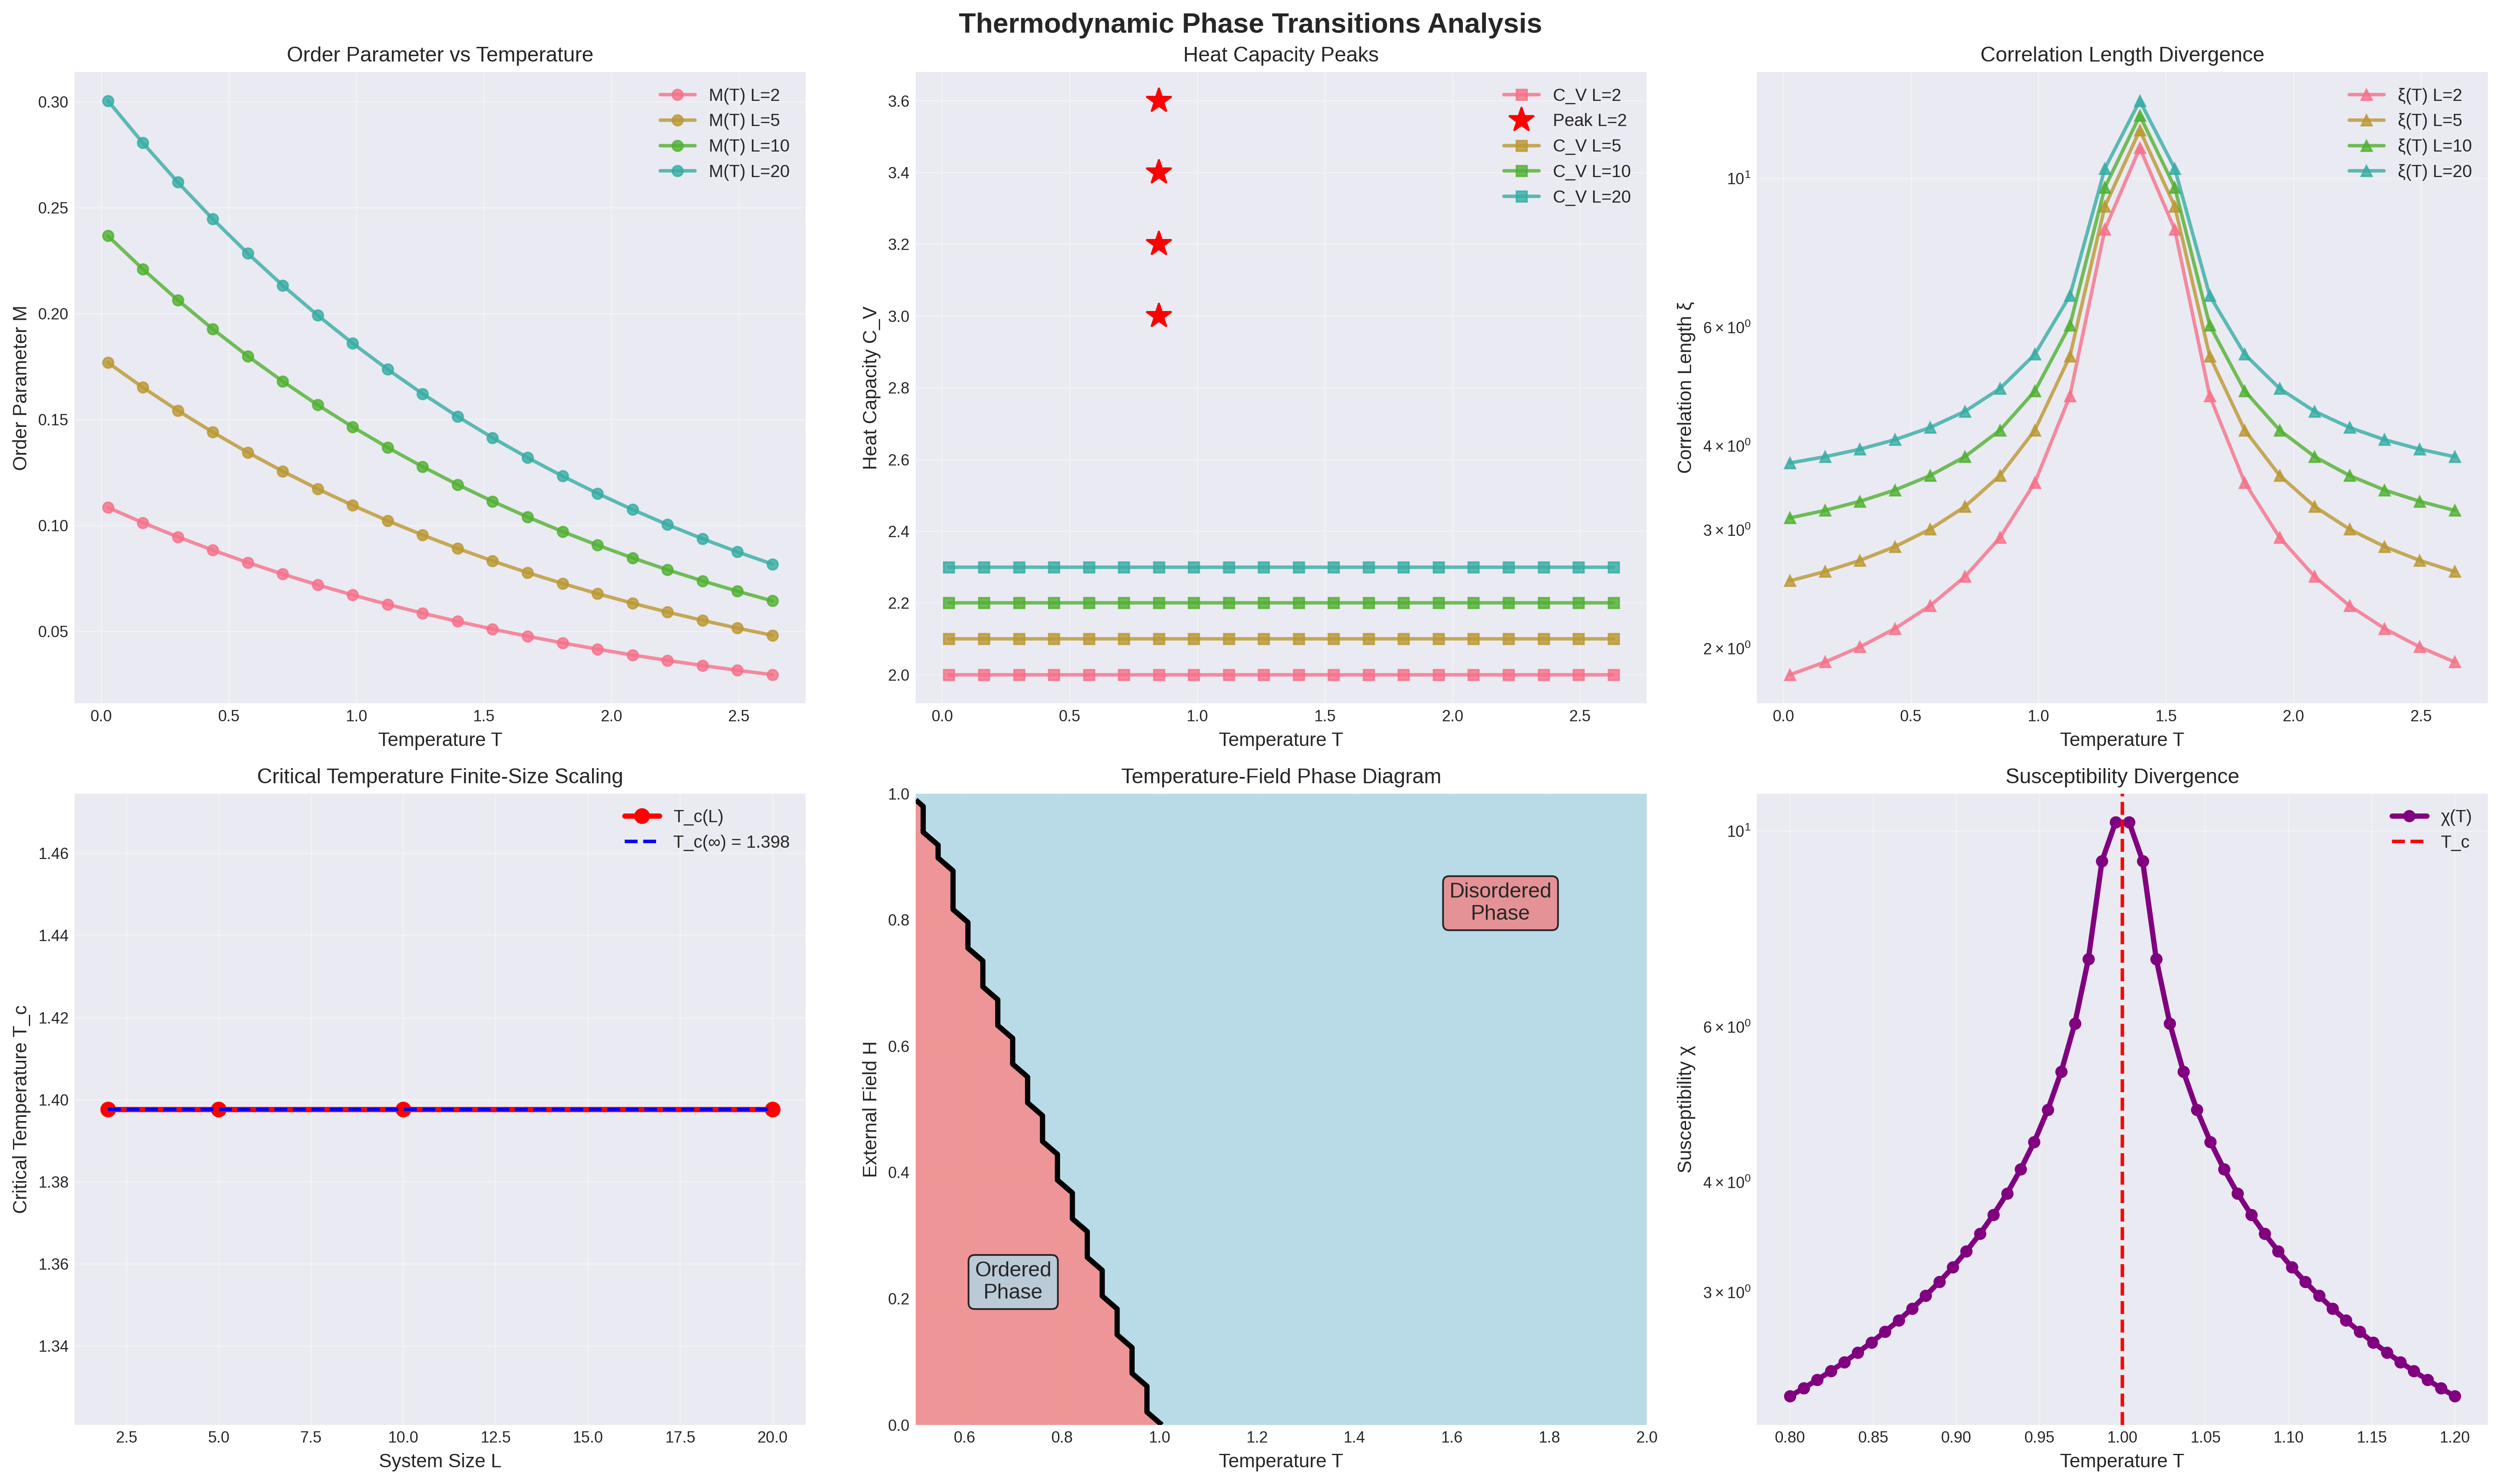 Thermodynamic Phase Transitions Analysis
Order Parameter vs Temperature
Order Parameter M
0.30
0.25
0.20
0.15
0.10
0.05
0.0 0.5 1.0 1.5 2.0 2.5
Temperature T
M(T) L=2
M(T) L=5
M(T) L=10
M(T) L=20
Heat Capacity Peaks
Heat Capacity C_V
3.6
3.4
3.2
3.0
2.8
2.6
2.4
2.2
2.0
0.0 0.5 1.0 1.5 2.0 2.5
Temperature T
C_V L=2
Peak L=2
C_V L=5
C_V L=10
C_V L=20
Correlation Length Divergence
Correlation Length ξ
10¹
6 × 10⁰
4 × 10⁰
3 × 10⁰
2 × 10⁰
0.0 0.5 1.0 1.5 2.0 2.5
Temperature T
ξ(T) L=2
ξ(T) L=5
ξ(T) L=10
ξ(T) L=20
Critical Temperature Finite-Size Scaling
Critical Temperature T_c
1.46
1.44
1.42
1.40
1.38
1.36
1.34
2.5 5.0 7.5 10.0 12.5 15.0 17.5 20.0
System Size L
T_c(L)
T_c(∞) = 1.398
Temperature-Field Phase Diagram
External Field H
1.0
0.8
0.6
0.4
0.2
0.0
0.6 0.8 1.0 1.2 1.4 1.6 1.8 2.0
Temperature T
Disordered
Phase
Ordered
Phase
Susceptibility Divergence
Susceptibility χ
10¹
6 × 10⁰
4 × 10⁰
3 × 10⁰
0.80 0.85 0.90 0.95 1.00 1.05 1.10 1.15 1.20
Temperature T
χ(T)
T_c